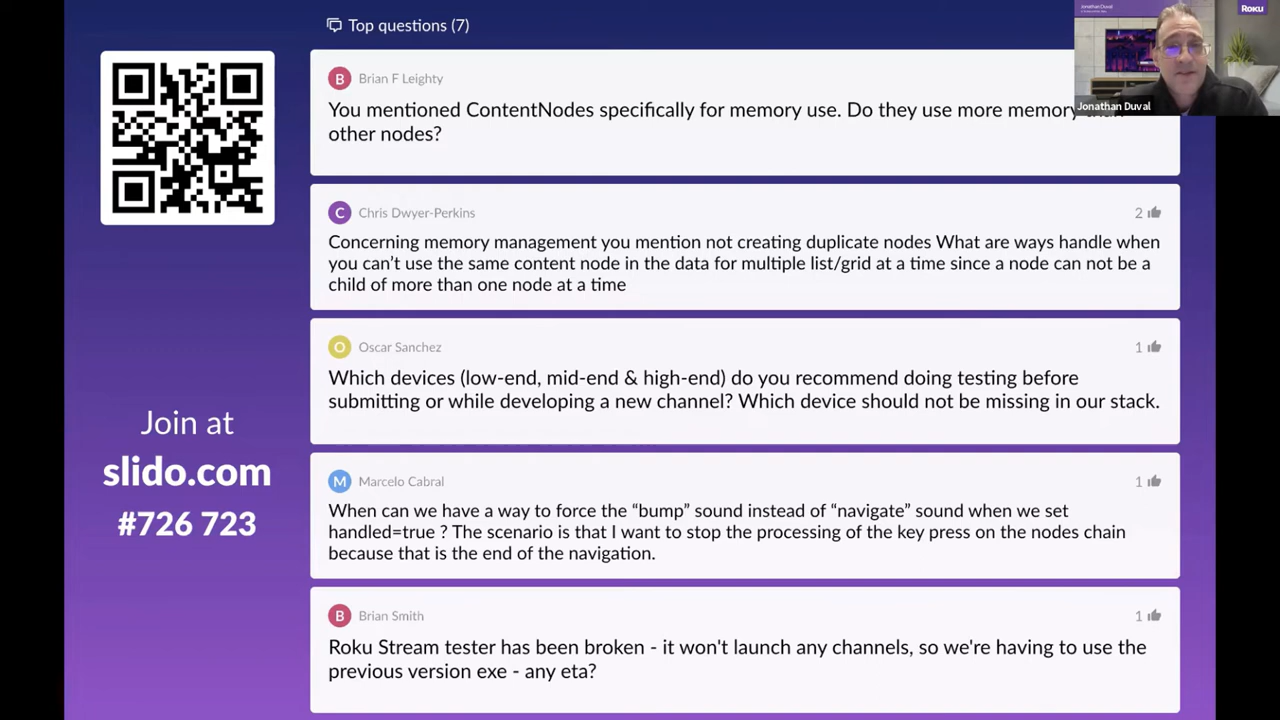 Top questions (7)
B Brian F Leighty
You mentioned ContentNodes specifically for memory use. Do they use more memory than
other nodes?
C Chris Dwyer-Perkins
2
Concerning memory management you mention not creating duplicate nodes What are ways handle when
you can't use the same content node in the data for multiple list/grid at a time since a node can not be a
child of more than one node at a time
O Oscar Sanchez
1
Which devices (low-end, mid-end & high-end) do you recommend doing testing before
submitting or while developing a new channel? Which device should not be missing in our stack.
M Marcelo Cabral
1
When can we have a way to force the “bump” sound instead of “navigate” sound when we set
handled=true ? The scenario is that I want to stop the processing of the key press on the nodes chain
because that is the end of the navigation.
B Brian Smith
1
Roku Stream tester has been broken - it won't launch any channels, so we're having to use the
previous version exe - any eta?
Join at
slido.com
#726 723
Jonathan Duval
Roku
Jonathan Duval